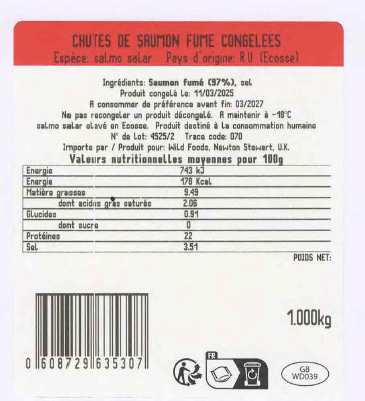 CHUTES DE SAUMON FUME CONGELEES
Espèce: salmo salar Pays d'origine: R.U. (Ecosse)
Ingrédients: Saumon fumé (97%), sel
Produit congelé Le: 11/03/2025
A consommer de préférence avant fin: 03/2027
Ne pas recongeler un produit décongelé. A maintenir à -18°C
salmo salar elevé en Ecosse. Produit destiné à la consommation humaine
N° de Lot: 4525/2 Trace code: 070
Importe par / Produit pour: Wild Foods, Newton Stewart, U.K.
Valeurs nutritionnelles moyennes pour 100g
Energie 743 kJ
Energie 178 Kcal
Matière grasses 9.49
dont acides gras saturés 2.06
Glucides 0.91
dont sucre 0
Protéines 22
Sel 3.51
POIDS NET:
1.000kg
0 608729 635307
FR
GB
WD039